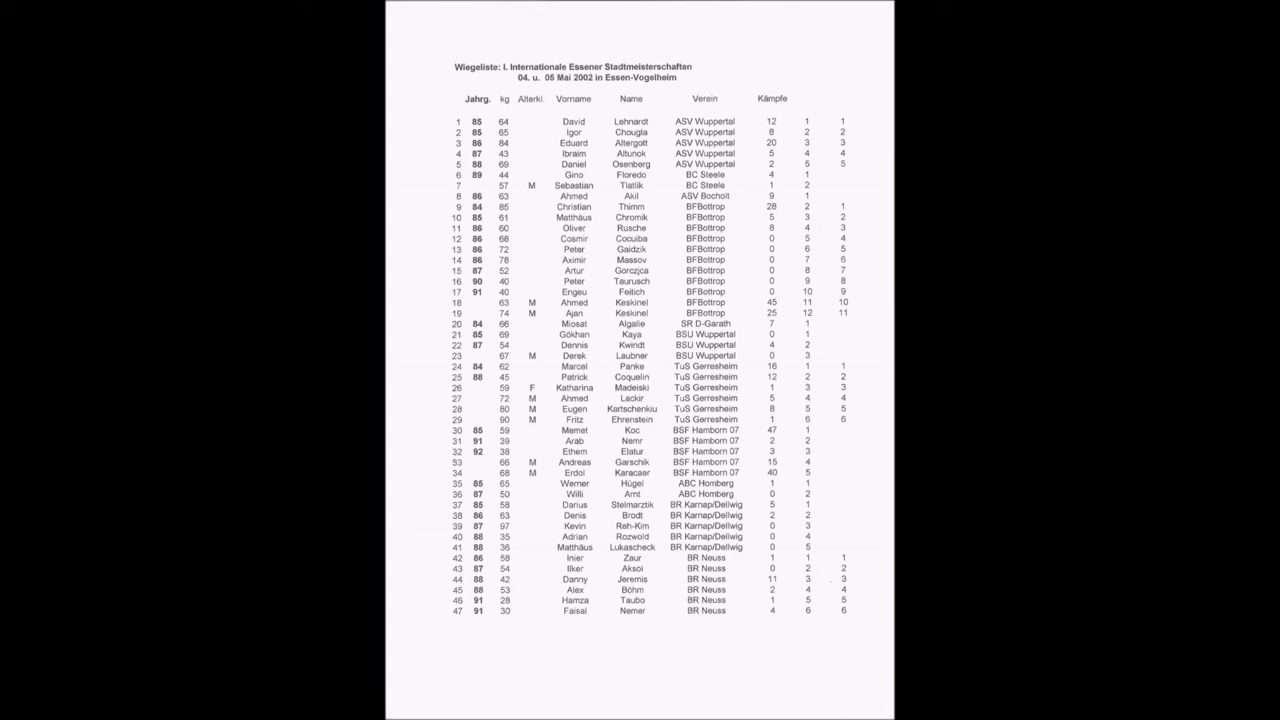 Wiegeliste: I. Internationale Essener Stadtmeisterschaften
04. u. 05 Mai 2002 in Essen-Vogelheim
Jahrg. kg Alterkl. Vorname Name Verein Kämpfe
1 85 64 David Lehnardt ASV Wuppertal 12 1 1
2 85 65 Igor Chougla ASV Wuppertal 8 2 2
3 86 84 Eduard Altergott ASV Wuppertal 20 3 3
4 87 43 Ibraim Altunok ASV Wuppertal 5 4 4
5 88 69 Daniel Osenberg ASV Wuppertal 2 5 5
6 89 44 Gino Floredo BC Steele 4 1
7 57 M Sebastian Tlatlik BC Steele 1 2
8 86 63 Ahmed Akil ASV Bocholt 9 1
9 84 85 Christian Thimm BFBottrop 28 2 1
10 85 61 Matthäus Chromik BFBottrop 5 3 2
11 86 60 Oliver Rusche BFBottrop 8 4 3
12 86 68 Cosmir Cocuiba BFBottrop 0 5 4
13 86 72 Peter Gaidzik BFBottrop 0 6 5
14 86 78 Aximir Massov BFBottrop 0 7 6
15 87 52 Artur Gorczjca BFBottrop 0 8 7
16 90 40 Peter Taurusch BFBottrop 0 9 8
17 91 40 Engeu Feitich BFBottrop 0 10 9
18 63 M Ahmed Keskinel BFBottrop 45 11 10
19 74 M Ajan Keskinel BFBottrop 25 12 11
20 84 66 Miosat Algalie SR D-Garath 7 1
21 85 69 Gökhan Kaya BSU Wuppertal 0 1
22 87 54 Dennis Kwindt BSU Wuppertal 4 2
23 67 M Derek Laubner BSU Wuppertal 0 3
24 84 62 Marcel Panke TuS Gerresheim 16 1 1
25 88 45 Patrick Coquelin TuS Gerresheim 12 2 2
26 59 F Katharina Madeiski TuS Gerresheim 1 3 3
27 72 M Ahmed Lackir TuS Gerresheim 5 4 4
28 80 M Eugen Kartschenkiu TuS Gerresheim 8 5 5
29 90 M Fritz Ehrenstein TuS Gerresheim 1 6 6
30 85 59 Memet Koc BSF Hamborn 07 47 1
31 91 39 Arab Nemr BSF Hamborn 07 2 2
32 92 38 Ethem Elatur BSF Hamborn 07 3 3
33 66 M Andreas Garschik BSF Hamborn 07 15 4
34 68 M Erdoi Karacaer BSF Hamborn 07 40 5
35 85 65 Werner Hügel ABC Homberg 1 1
36 87 50 Willi Arnt ABC Homberg 0 2
37 85 58 Darius Stelmarztik BR Karnap/Dellwig 5 1
38 86 63 Denis Brodt BR Karnap/Dellwig 2 2
39 87 97 Kevin Reh-Kim BR Karnap/Dellwig 0 3
40 88 35 Adrian Rozwold BR Karnap/Dellwig 0 4
41 88 36 Matthäus Lukascheck BR Karnap/Dellwig 0 5
42 86 58 Inier Zaur BR Neuss 1 1 1
43 87 54 Ilker Aksoi BR Neuss 0 2 2
44 88 42 Danny Jeremis BR Neuss 11 3 3
45 88 53 Alex Böhm BR Neuss 2 4 4
46 91 28 Hamza Taubo BR Neuss 1 5 5
47 91 30 Faisal Nemer BR Neuss 4 6 6